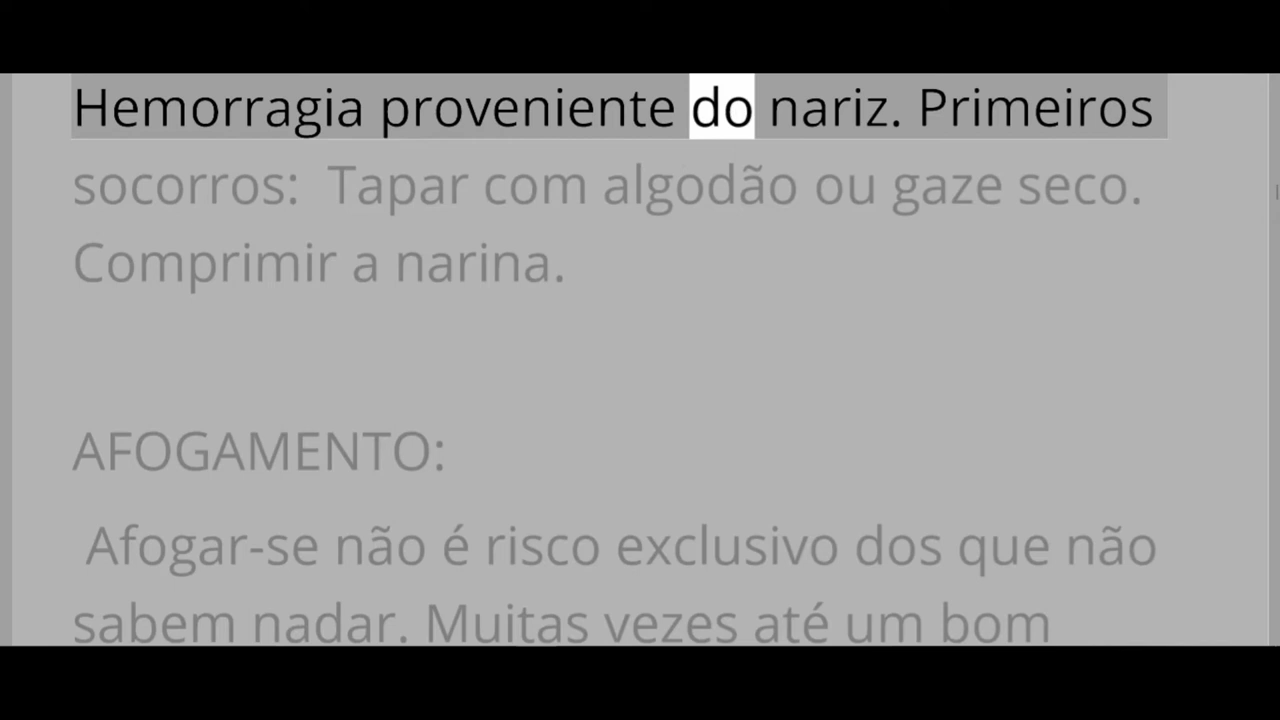 Hemorragia proveniente do nariz. Primeiros
socorros:  Tapar com algodão ou gaze seco.
Comprimir a narina.
AFOGAMENTO:
Afogar-se não é risco exclusivo dos que não
sabem nadar. Muitas vezes até um bom